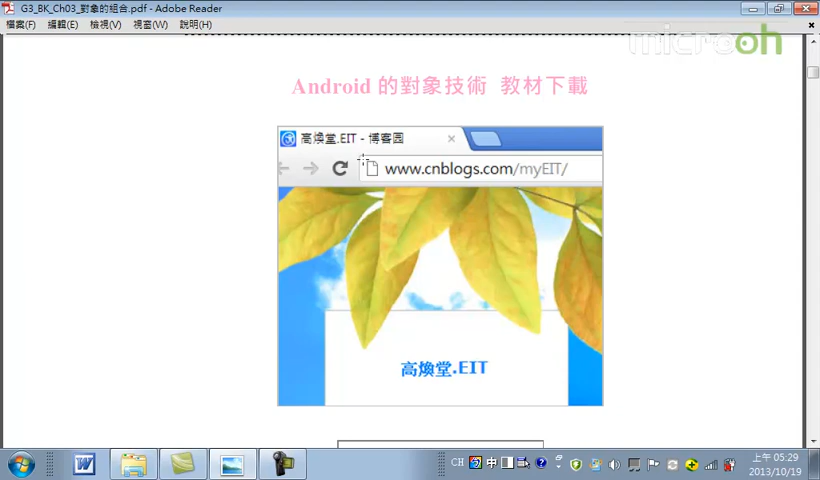 G3_BK_Ch03_對象的組合.pdf - Adobe Reader
檔案(F) 編輯(E) 檢視(V) 視窗(W) 說明(H)
microoh
Android 的對象技術 教材下載
高煥堂.EIT - 博客园
www.cnblogs.com/myEIT/
高煥堂.EIT
CH 中
上午 05:29
2013/10/19